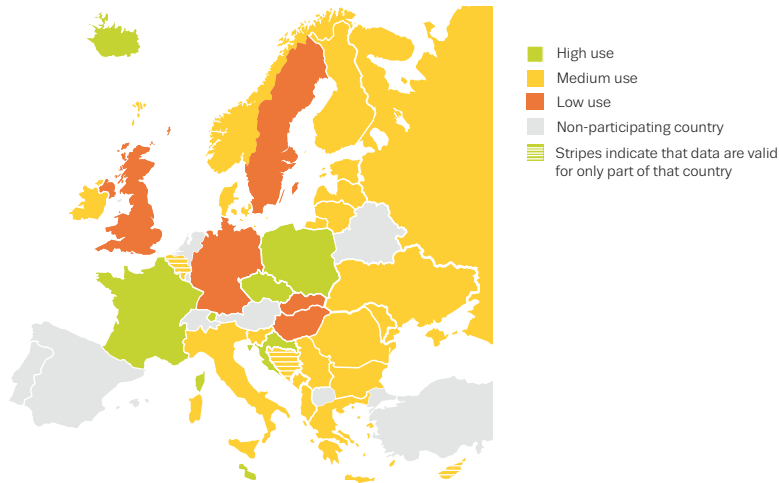 High use
Medium use
Low use
Non-participating country
Stripes indicate that data are valid
for only part of that country